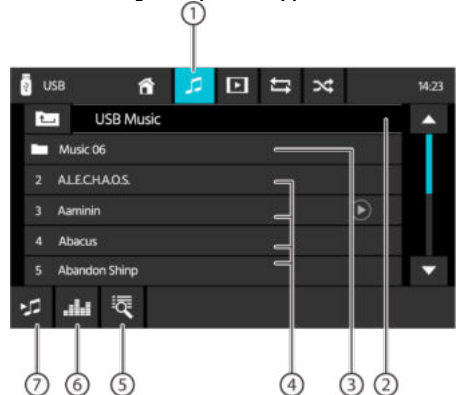 1
USB
14:23
USB Music
Music 06
2 A.L.E.C.H.A.O.S.
3 Aaminin
4 Abacus
5 Abandon Shinp
7 6 5 4 3 2